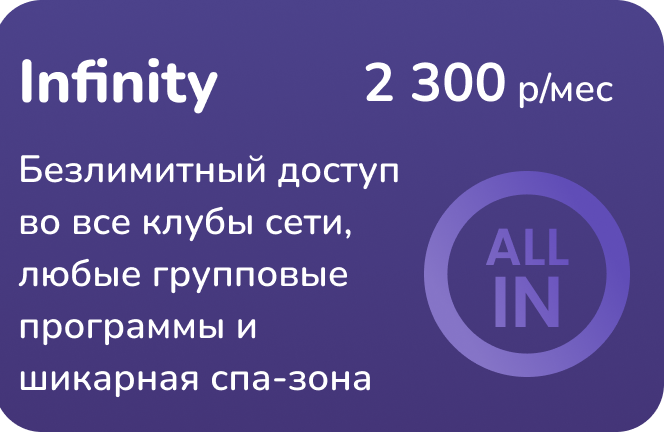 Infinity 2 300 р/мес
Безлимитный доступ
во все клубы сети,
любые групповые
программы и
шикарная спа-зона
ALL
IN